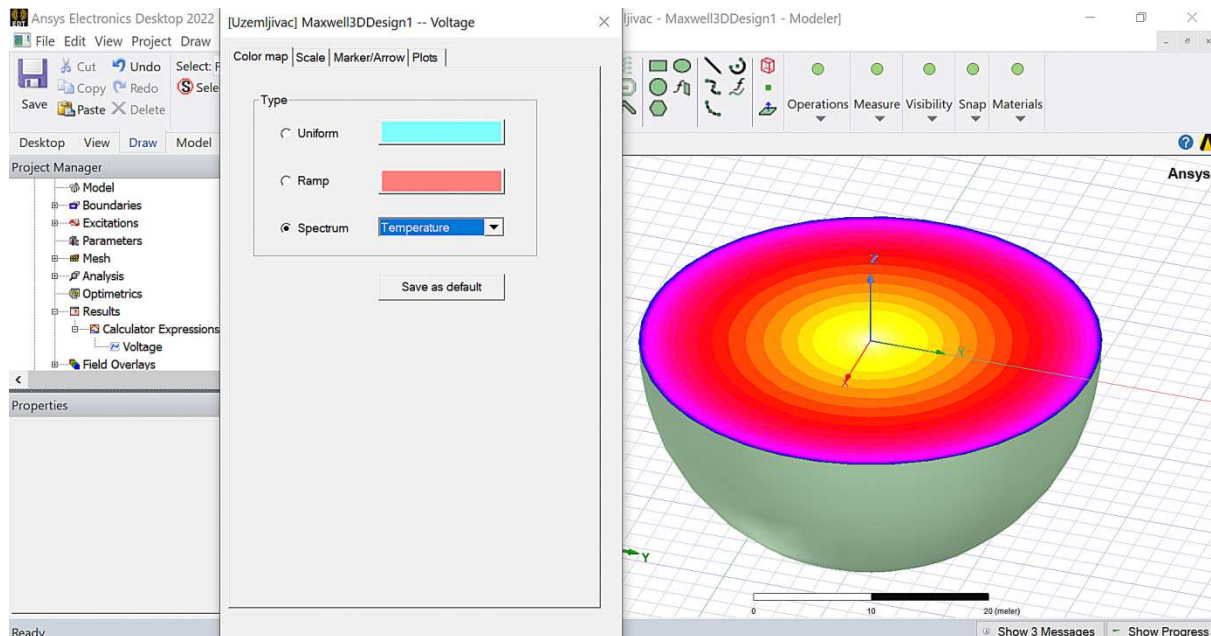 Ansys Electronics Desktop 2022
[Uzemljivac] Maxwell3DDesign1 -- Voltage
ljivac - Maxwell3DDesign1 - Modeler]
File Edit View Project Draw
Save
Cut
Copy
Paste
Undo
Redo
Delete
Select: F
Sele
Operations Measure Visibility Snap Materials
Desktop View Draw Model
Project Manager
Model
Boundaries
Excitations
Parameters
Mesh
Analysis
Optimetrics
Results
Calculator Expressions
Voltage
Field Overlays
Properties
Ready
Color map Scale Marker/Arrow Plots
Type
Uniform
Ramp
Spectrum Temperature
Save as default
Ansys
Z
Y
X
Y
0 10 20 (meter)
Show 3 Messages Show Progress